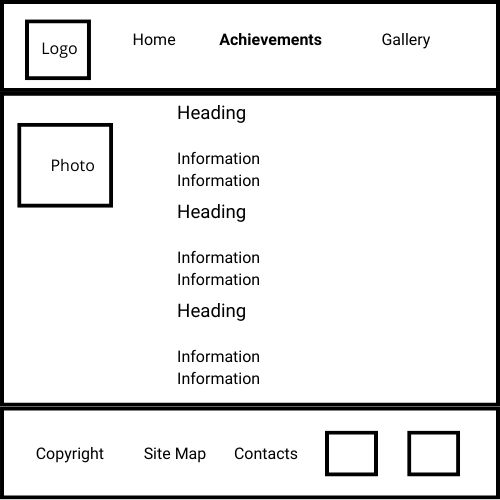 Logo
Home Achievements Gallery
Photo
Heading
Information
Information
Heading
Information
Information
Heading
Information
Information
Copyright Site Map Contacts